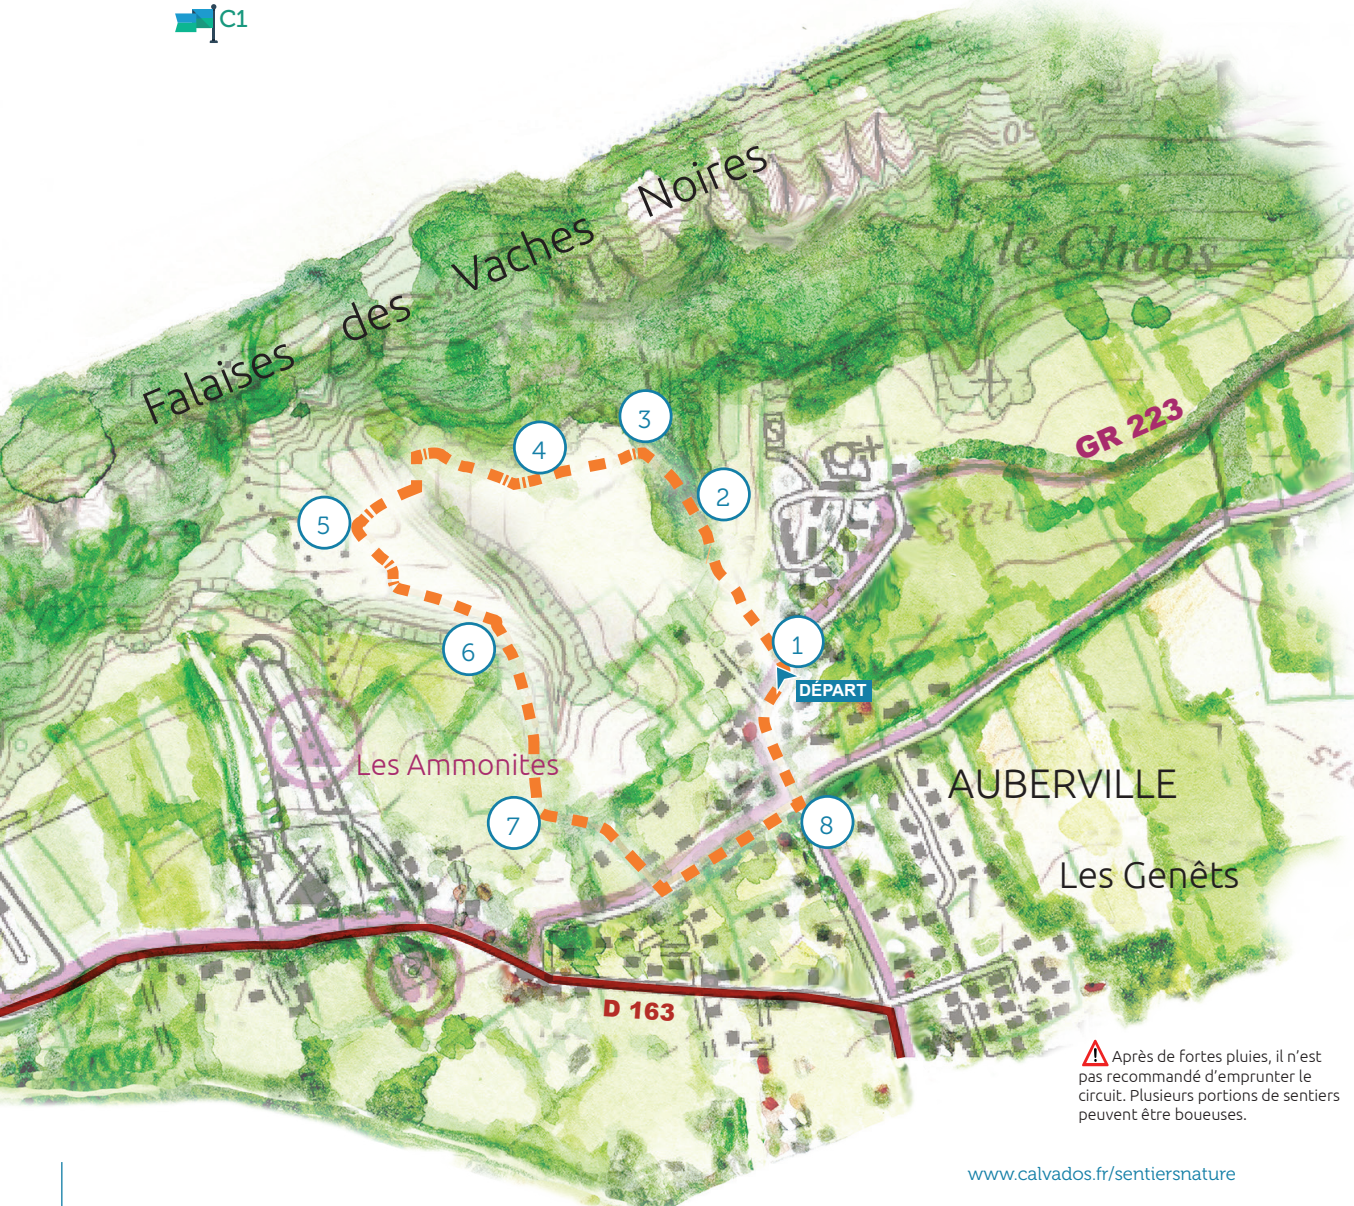 C1
Falaises des Vaches Noires
50
le Chaos
GR 223
3
4
2
5
1
DÉPART
6
Les Ammonites
7
8
AUBERVILLE
Les Genêts
D 163
Après de fortes pluies, il n’est
pas recommandé d’emprunter le
circuit. Plusieurs portions de sentiers
peuvent être boueuses.
www.calvados.fr/sentiersnature